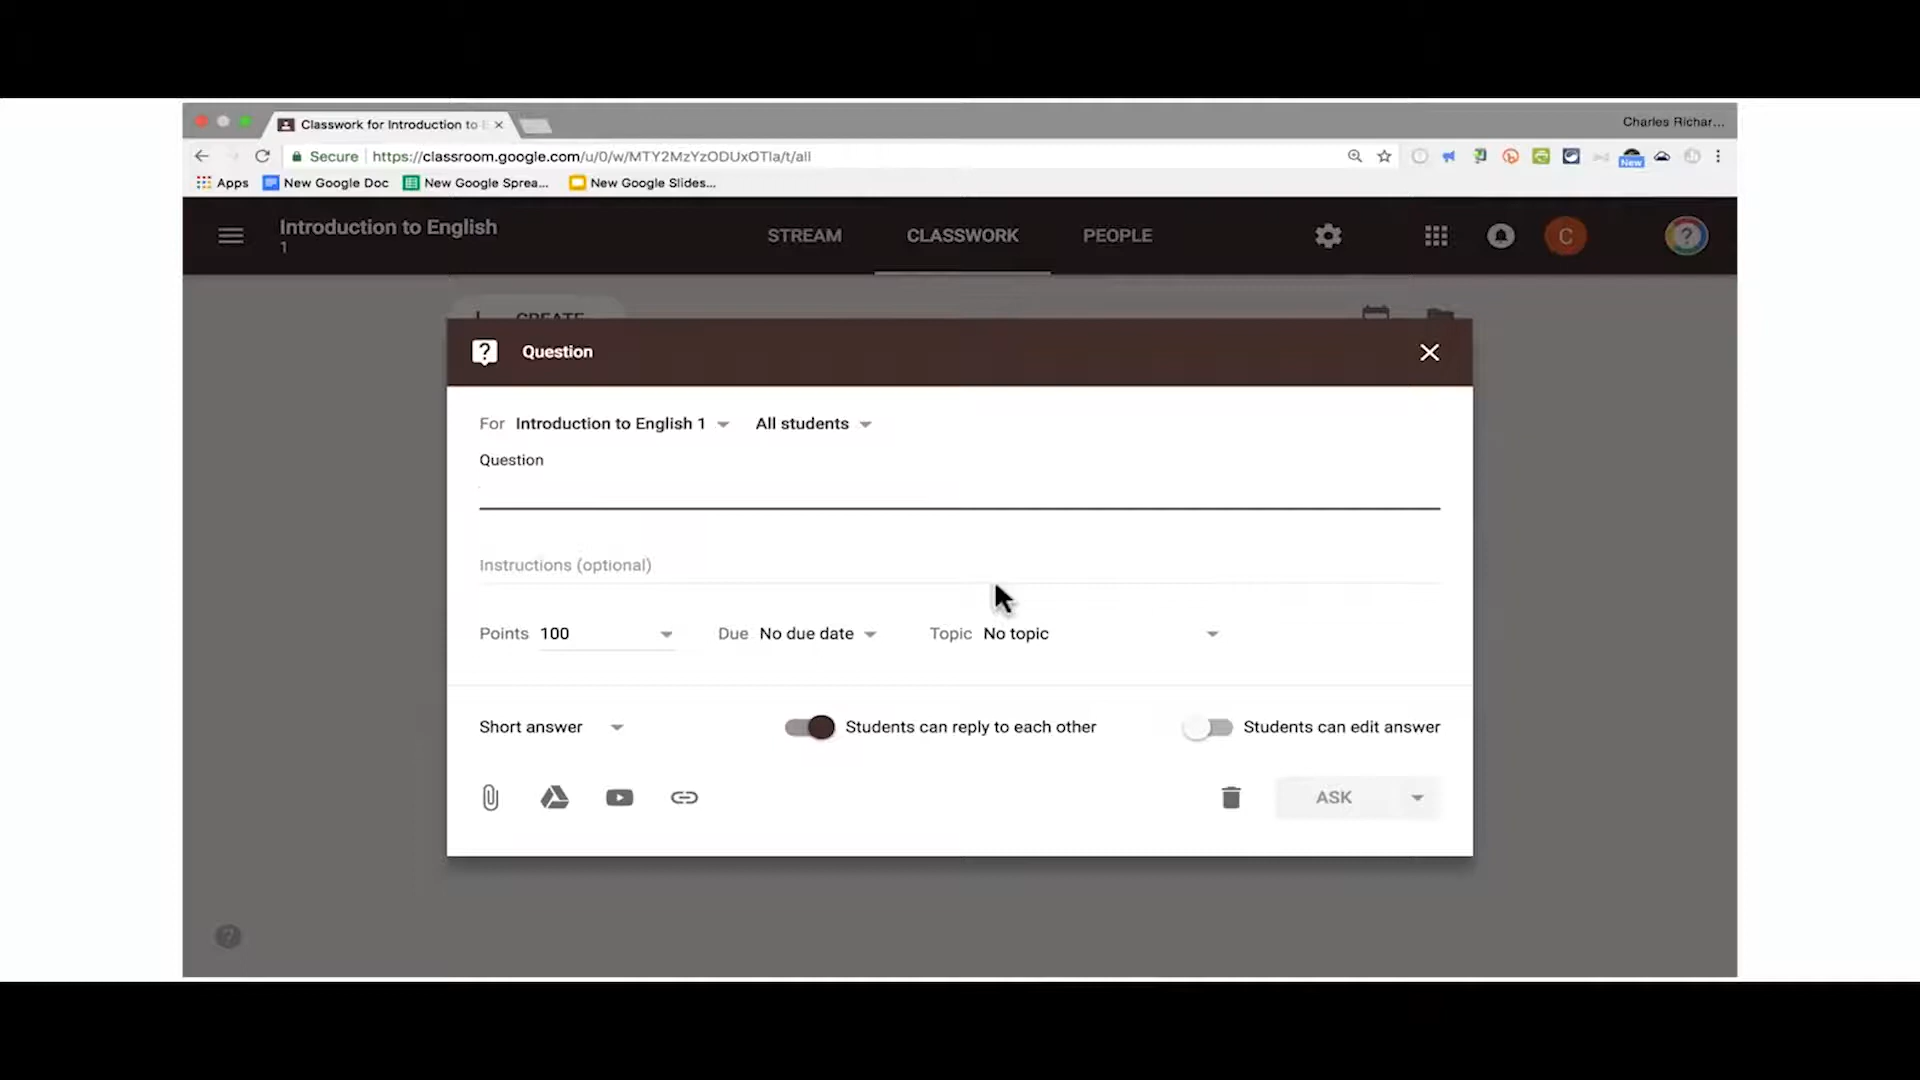 Classwork for Introduction to E
Charles Richar...
Secure https://classroom.google.com/u/0/w/MTY2MzYzODUxOTIa/t/all
New
Apps New Google Doc New Google Sprea... New Google Slides...
Introduction to English
1
STREAM CLASSWORK PEOPLE
C
?
CREATE
? Question
For Introduction to English 1 All students
Question
Instructions (optional)
Points 100 Due No due date Topic No topic
Short answer Students can reply to each other Students can edit answer
ASK
?